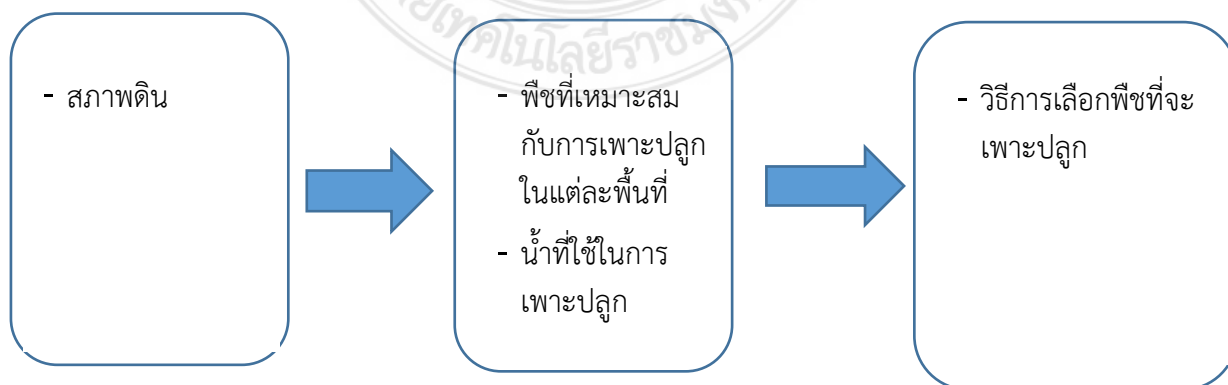 - สภาพดิน
- พืชที่เหมาะสม
กับการเพาะปลูก
ในแต่ละพื้นที่
- น้ำที่ใช้ในการ
เพาะปลูก
- วิธีการเลือกพืชที่จะ
เพาะปลูก